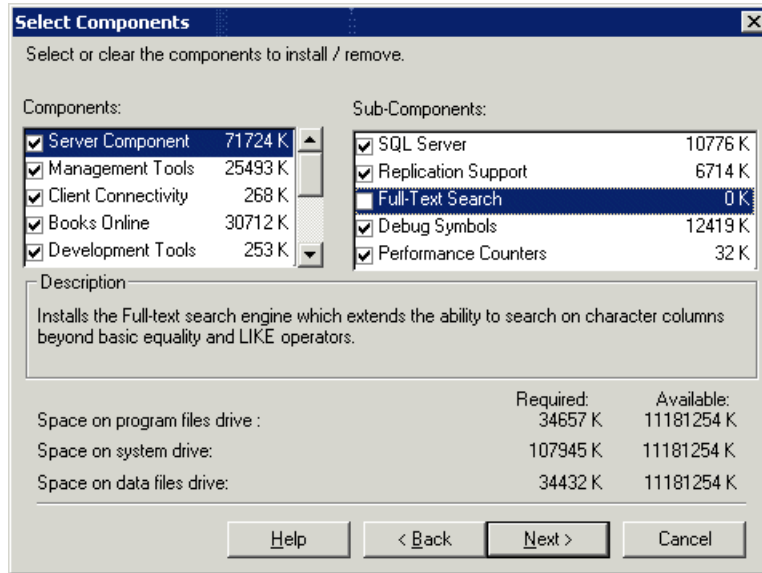 Select Components
Select or clear the components to install / remove.
Components:
Server Component 71724 K
Management Tools 25493 K
Client Connectivity 268 K
Books Online 30712 K
Development Tools 253 K
Sub-Components:
SQL Server 10776 K
Replication Support 6714 K
Full-Text Search 0 K
Debug Symbols 12419 K
Performance Counters 32 K
Description
Installs the Full-text search engine which extends the ability to search on character columns
beyond basic equality and LIKE operators.
Required: Available:
Space on program files drive : 34657 K 11181254 K
Space on system drive: 107945 K 11181254 K
Space on data files drive: 34432 K 11181254 K
Help < Back Next > Cancel